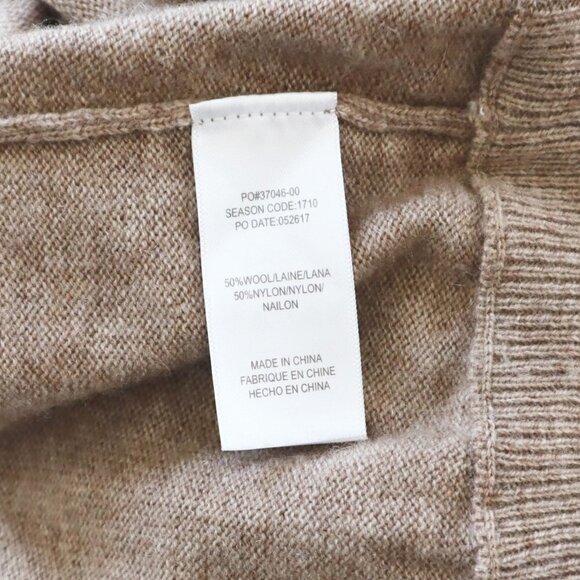 PO#37046-00
SEASON CODE:1710
PO DATE:052617
50%WOOL/LAINE/LANA
50%NYLON/NYLON/
NAILON
MADE IN CHINA
FABRIQUE EN CHINE
HECHO EN CHINA